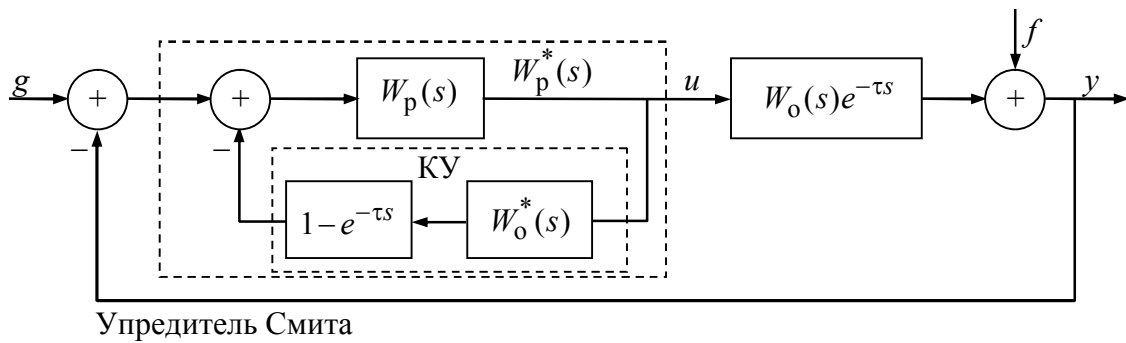 f
g + + W_p(s) W_p^*(s) u W_o(s)e^{-τs} + y
− −
КУ
1−e^{-τs} W_o^*(s)
−
Упредитель Смита